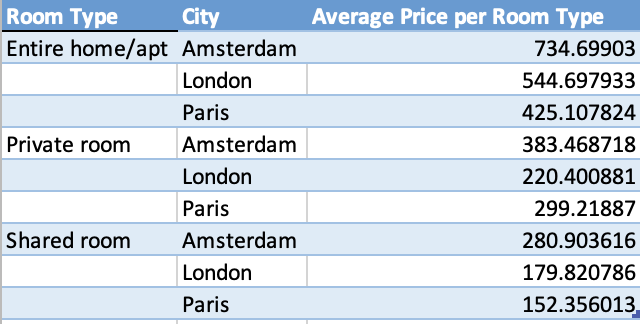 Room Type City Average Price per Room Type
Entire home/apt Amsterdam 734.69903
London 544.697933
Paris 425.107824
Private room Amsterdam 383.468718
London 220.400881
Paris 299.21887
Shared room Amsterdam 280.903616
London 179.820786
Paris 152.356013